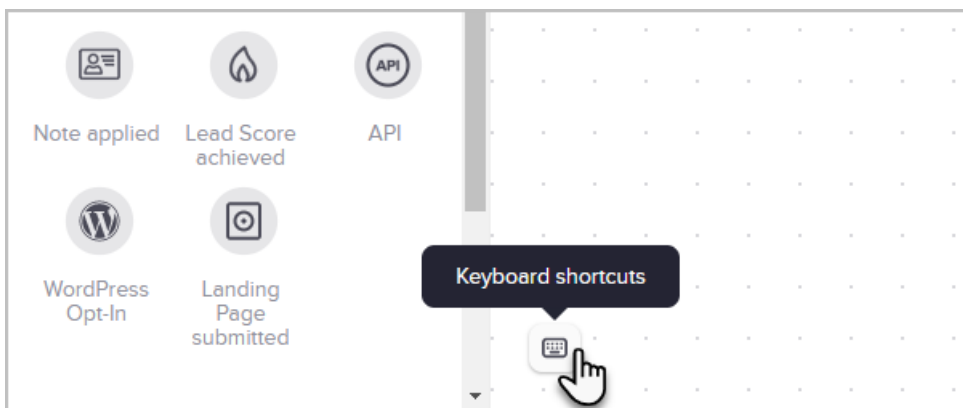 API
Note applied
Lead Score
achieved
API
WordPress
Opt-In
Landing
Page
submitted
Keyboard shortcuts